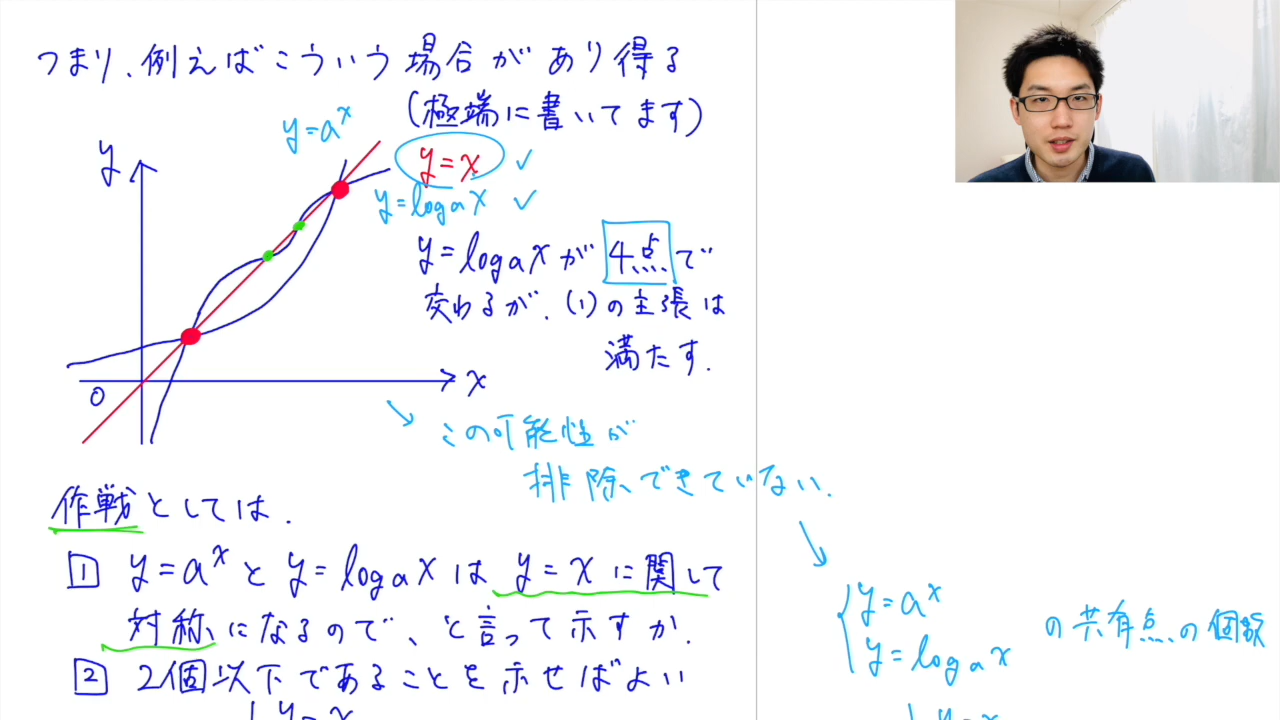 つまり、例えばこういう場合があり得る
(極端に書いてます)
y=a^x
y
y=x ✓
y=log a x ✓
y=log a x が 4点で
交わるが、(1)の主張は
満たす.
0
x
この可能性が
排除できていない.
作戦としては.
1 y=a^x と y=log a x は y=x に関して
対称になるので、と言って示すか.
2 2個以下であることを示せばよい
y=x
y=a^x
y=log a x
の共有点の個数
y=x